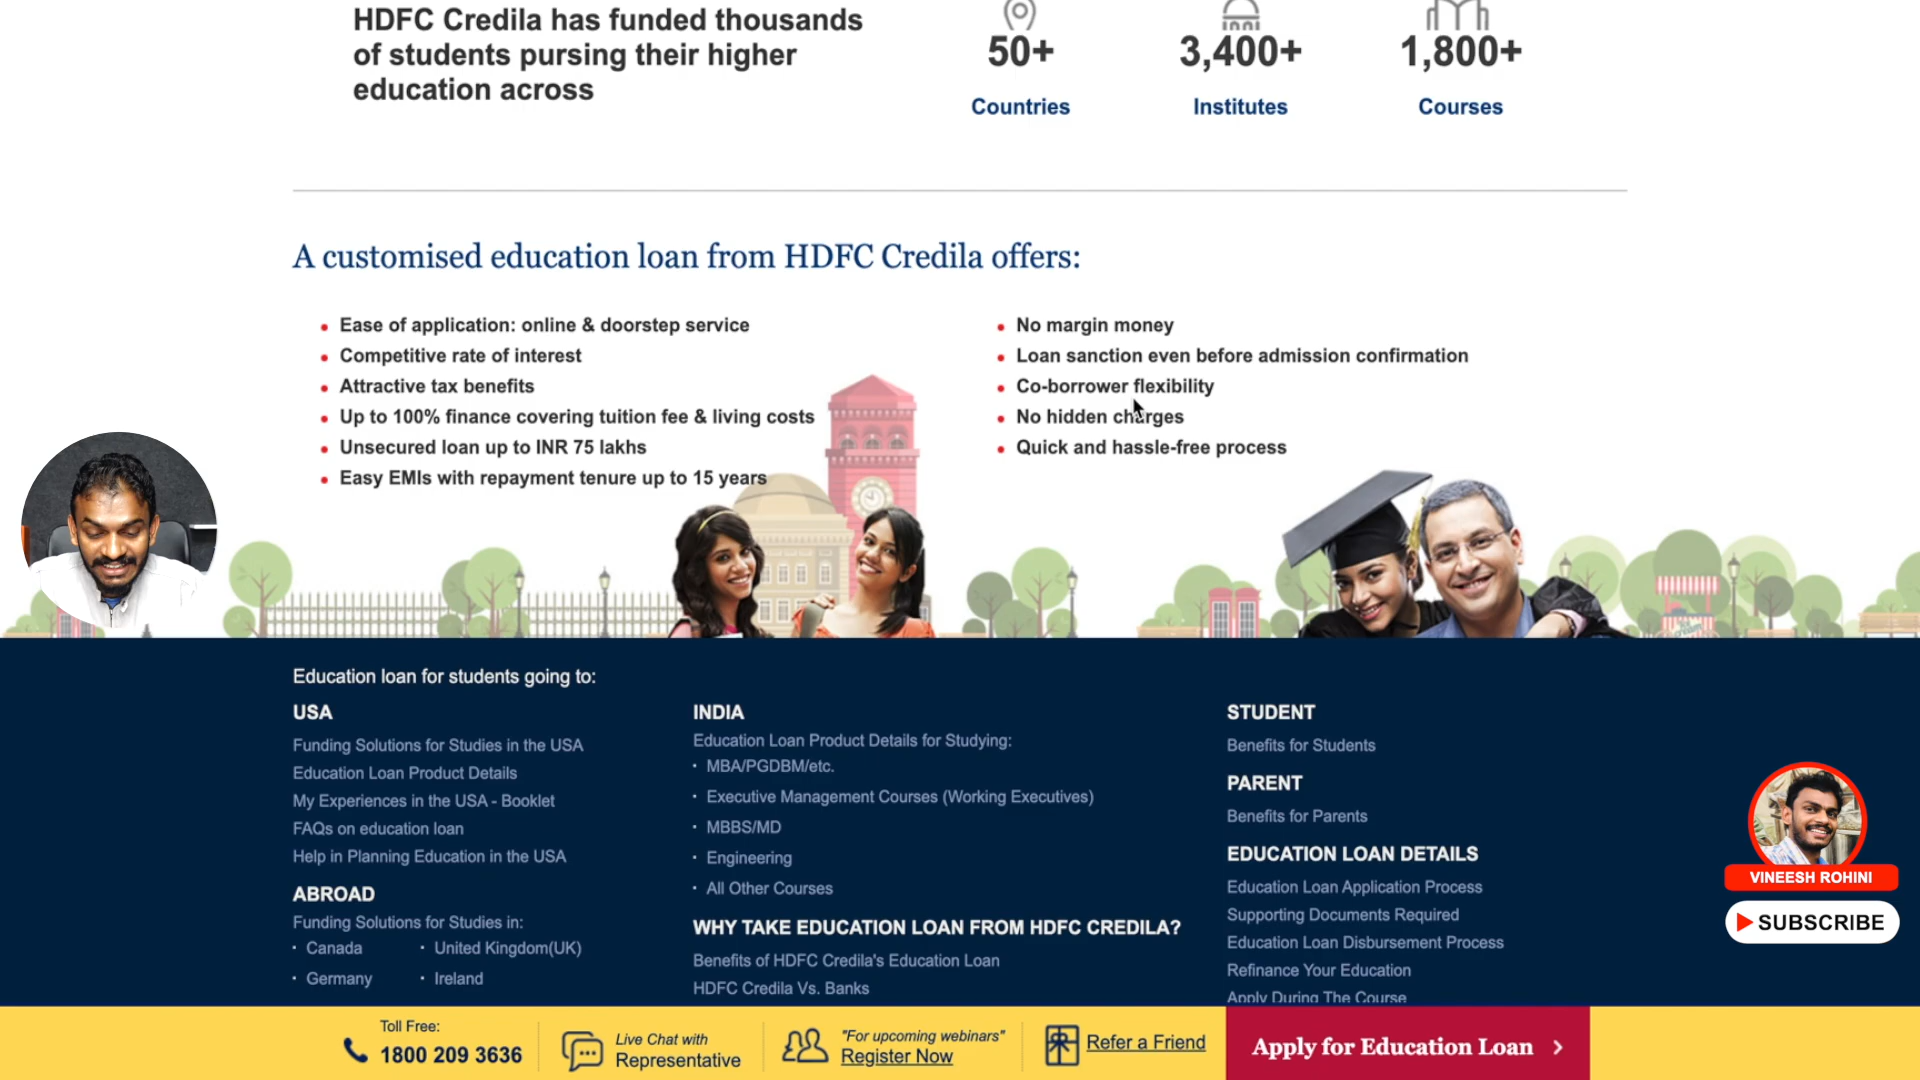 HDFC Credila has funded thousands
of students pursing their higher
education across
50+
Countries
3,400+
Institutes
1,800+
Courses
A customised education loan from HDFC Credila offers:
Ease of application: online & doorstep service
Competitive rate of interest
Attractive tax benefits
Up to 100% finance covering tuition fee & living costs
Unsecured loan up to INR 75 lakhs
Easy EMIs with repayment tenure up to 15 years
No margin money
Loan sanction even before admission confirmation
Co-borrower flexibility
No hidden charges
Quick and hassle-free process
Education loan for students going to:
USA
Funding Solutions for Studies in the USA
Education Loan Product Details
My Experiences in the USA - Booklet
FAQs on education loan
Help in Planning Education in the USA
ABROAD
Funding Solutions for Studies in:
Canada
United Kingdom(UK)
Germany
Ireland
INDIA
Education Loan Product Details for Studying:
MBA/PGDBM/etc.
Executive Management Courses (Working Executives)
MBBS/MD
Engineering
All Other Courses
WHY TAKE EDUCATION LOAN FROM HDFC CREDILA?
Benefits of HDFC Credila's Education Loan
HDFC Credila Vs. Banks
STUDENT
Benefits for Students
PARENT
Benefits for Parents
EDUCATION LOAN DETAILS
Education Loan Application Process
Supporting Documents Required
Education Loan Disbursement Process
Refinance Your Education
Apply During The Course
VINEESH ROHINI
SUBSCRIBE
Toll Free:
1800 209 3636
Live Chat with
Representative
"For upcoming webinars"
Register Now
Refer a Friend
Apply for Education Loan